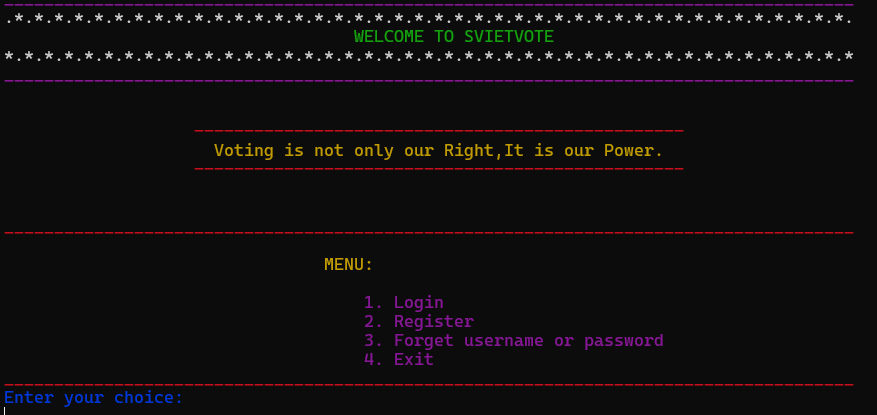 WELCOME TO SVIETVOTE
Voting is not only our Right,It is our Power.
MENU:
1. Login
2. Register
3. Forget username or password
4. Exit
Enter your choice: